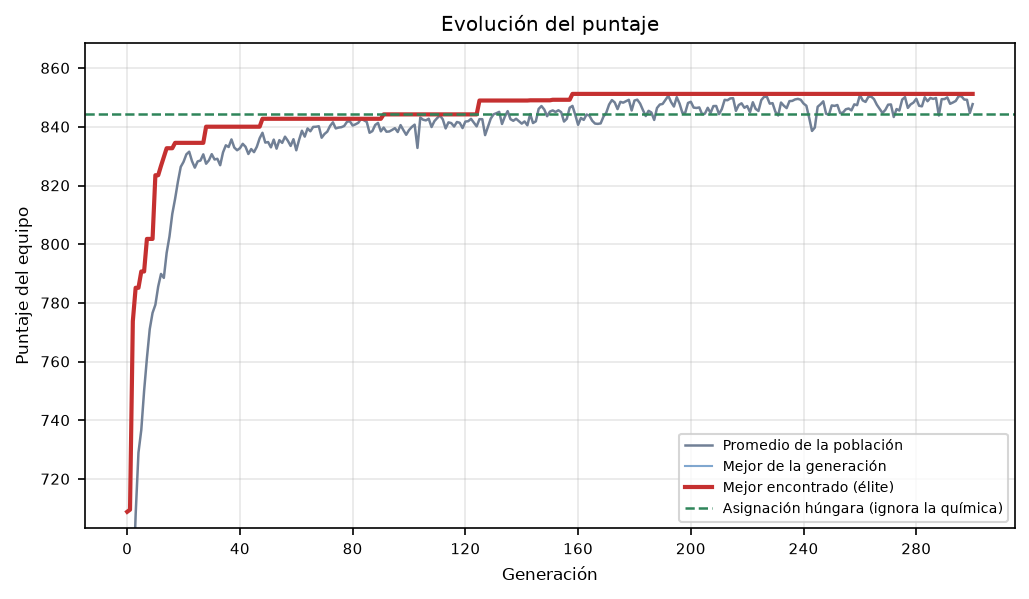 Evolución del puntaje
Puntaje del equipo
860
840
820
800
780
760
740
720
Promedio de la población
Mejor de la generación
Mejor encontrado (élite)
Asignación húngara (ignora la química)
0 40 80 120 160 200 240 280
Generación